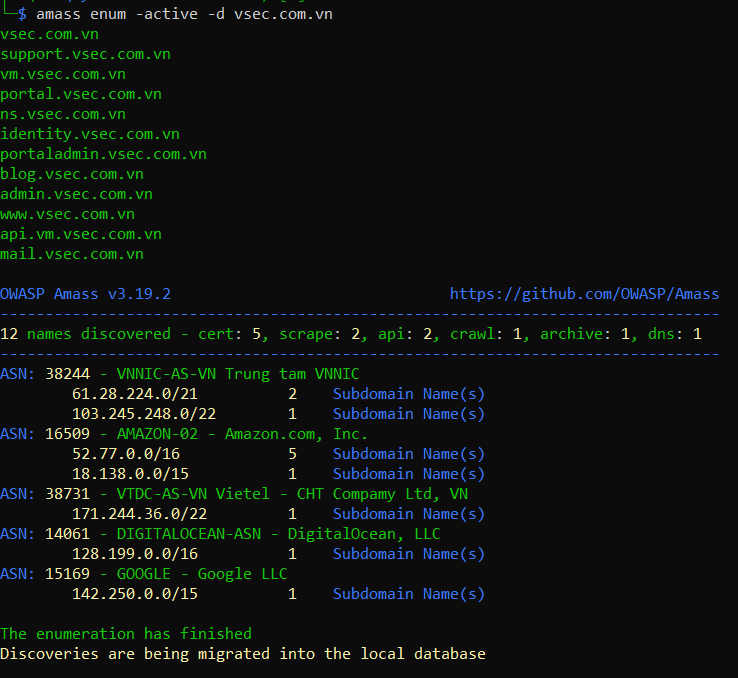 └─$ amass enum -active -d vsec.com.vn
vsec.com.vn
support.vsec.com.vn
vm.vsec.com.vn
portal.vsec.com.vn
ns.vsec.com.vn
identity.vsec.com.vn
portaladmin.vsec.com.vn
blog.vsec.com.vn
admin.vsec.com.vn
www.vsec.com.vn
api.vm.vsec.com.vn
mail.vsec.com.vn
OWASP Amass v3.19.2 https://github.com/OWASP/Amass
--------------------------------------------------------------------------------
12 names discovered - cert: 5, scrape: 2, api: 2, crawl: 1, archive: 1, dns: 1
--------------------------------------------------------------------------------
ASN: 38244 - VNNIC-AS-VN Trung tam VNNIC
61.28.224.0/21 2 Subdomain Name(s)
103.245.248.0/22 1 Subdomain Name(s)
ASN: 16509 - AMAZON-02 - Amazon.com, Inc.
52.77.0.0/16 5 Subdomain Name(s)
18.138.0.0/15 1 Subdomain Name(s)
ASN: 38731 - VTDC-AS-VN Vietel - CHT Compamy Ltd, VN
171.244.36.0/22 1 Subdomain Name(s)
ASN: 14061 - DIGITALOCEAN-ASN - DigitalOcean, LLC
128.199.0.0/16 1 Subdomain Name(s)
ASN: 15169 - GOOGLE - Google LLC
142.250.0.0/15 1 Subdomain Name(s)
The enumeration has finished
Discoveries are being migrated into the local database